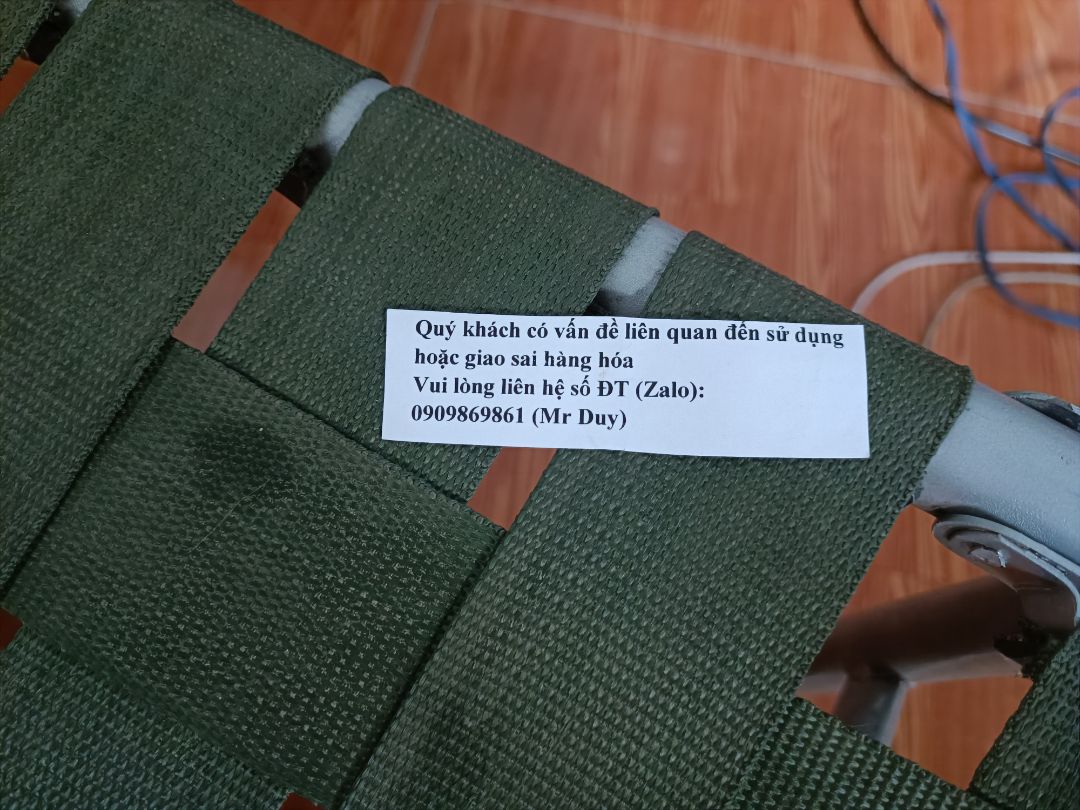 Quý khách có vấn đề liên quan đến sử dụng
hoặc giao sai hàng hóa
Vui lòng liên hệ số ĐT (Zalo):
0909869861 (Mr Duy)